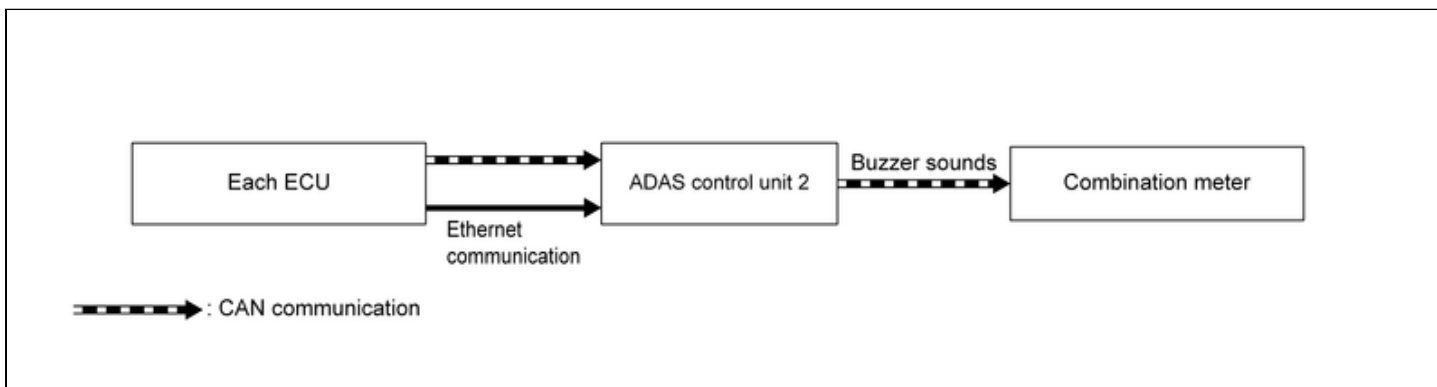 Each ECU
ADAS control unit 2
Buzzer sounds
Combination meter
Ethernet
communication
: CAN communication